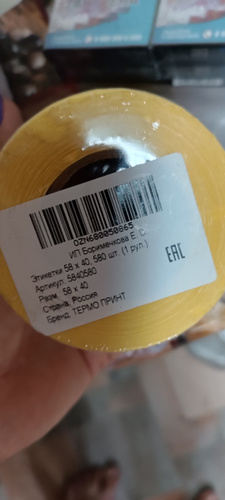 OZN680050865
ИП Боримечкова Е. С.
Этикетки 58 x 40, 580 шт. (1 рул.)
Артикул: 5840580
Разм.: 58 x 40
Страна: Россия
Бренд: ТЕРМО ПРИНТ
EAC